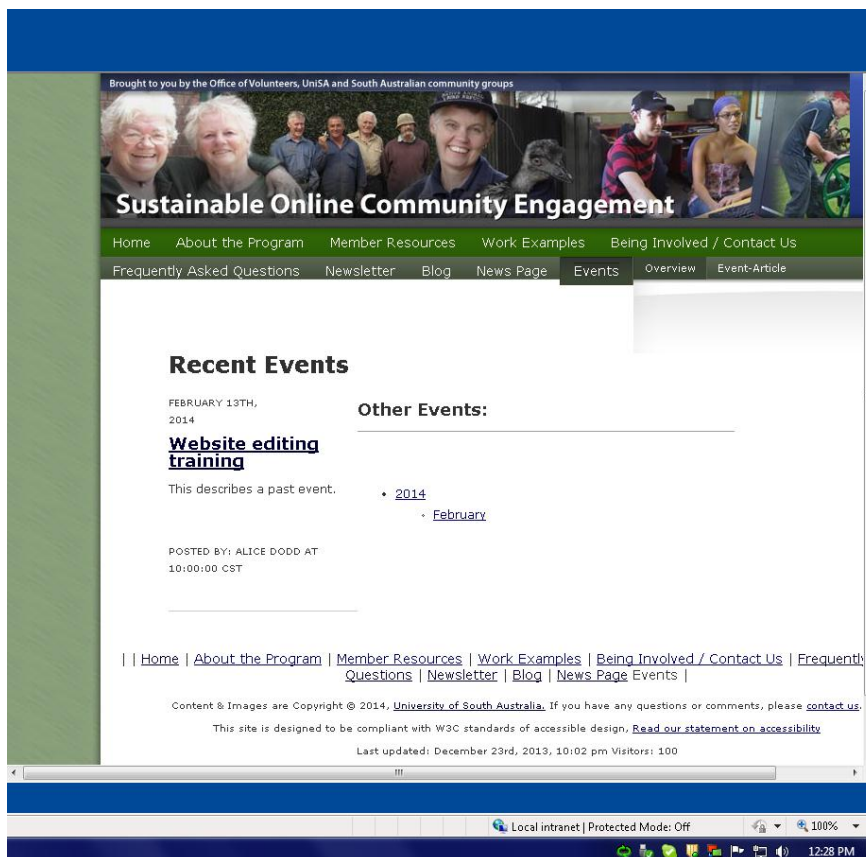 Brought to you by the Office of Volunteers, UniSA and South Australian community groups
Sustainable Online Community Engagement
Home About the Program Member Resources Work Examples Being Involved / Contact Us
Frequently Asked Questions Newsletter Blog News Page Events Overview Event-Article
Recent Events
FEBRUARY 13TH,
2014
Website editing
training
This describes a past event.
POSTED BY: ALICE DODD AT
10:00:00 CST
Other Events:
2014
February
| | Home | About the Program | Member Resources | Work Examples | Being Involved / Contact Us | Frequently
Questions | Newsletter | Blog | News Page Events |
Content & Images are Copyright © 2014, University of South Australia. If you have any questions or comments, please contact us.
This site is designed to be compliant with W3C standards of accessible design, Read our statement on accessibility
Last updated: December 23rd, 2013, 10:02 pm Visitors: 100
Local intranet | Protected Mode: Off 100%
12:28 PM